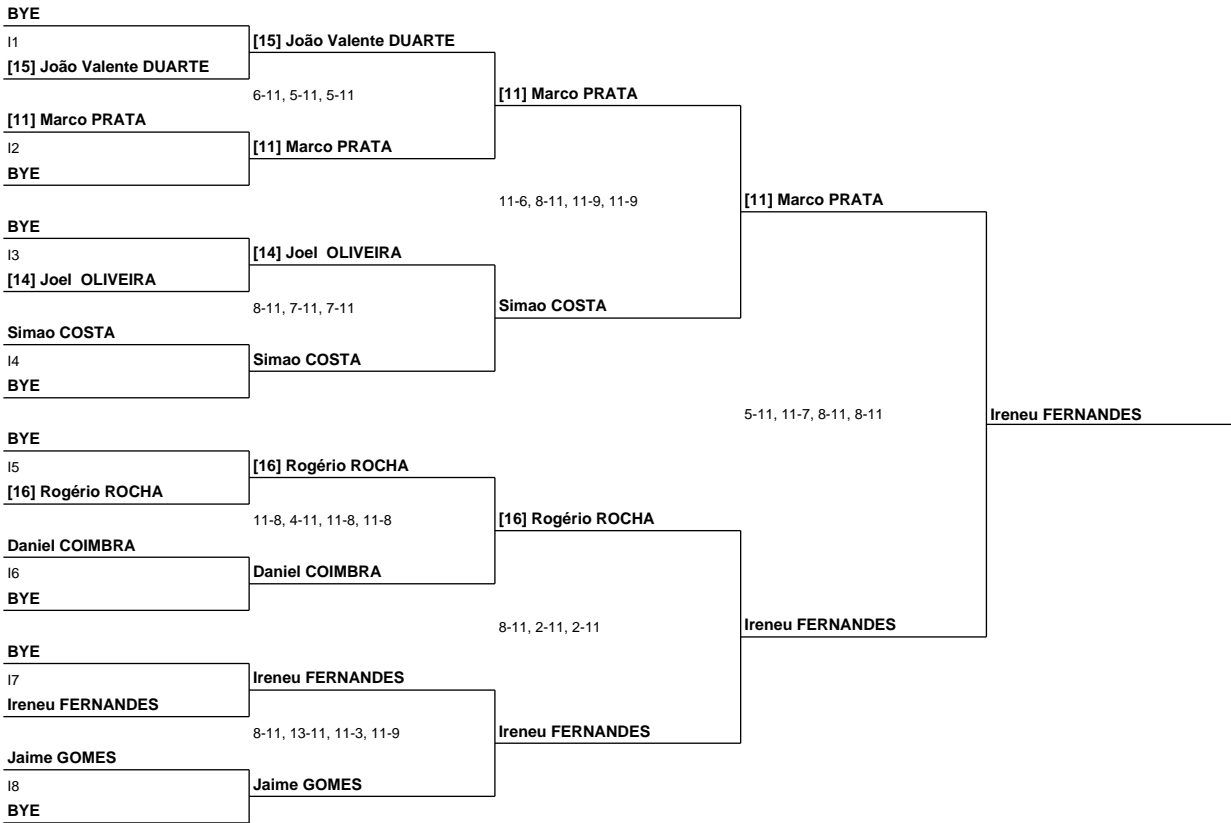 BYE
I1
[15] João Valente DUARTE
[15] João Valente DUARTE
6-11, 5-11, 5-11
[11] Marco PRATA
[11] Marco PRATA
I2
[11] Marco PRATA
BYE
11-6, 8-11, 11-9, 11-9
[11] Marco PRATA
BYE
I3
[14] Joel  OLIVEIRA
[14] Joel  OLIVEIRA
8-11, 7-11, 7-11
Simao COSTA
Simao COSTA
I4
Simao COSTA
BYE
5-11, 11-7, 8-11, 8-11
Ireneu FERNANDES
BYE
I5
[16] Rogério ROCHA
[16] Rogério ROCHA
11-8, 4-11, 11-8, 11-8
[16] Rogério ROCHA
Daniel COIMBRA
I6
Daniel COIMBRA
BYE
8-11, 2-11, 2-11
Ireneu FERNANDES
BYE
I7
Ireneu FERNANDES
Ireneu FERNANDES
8-11, 13-11, 11-3, 11-9
Ireneu FERNANDES
Jaime GOMES
I8
Jaime GOMES
BYE